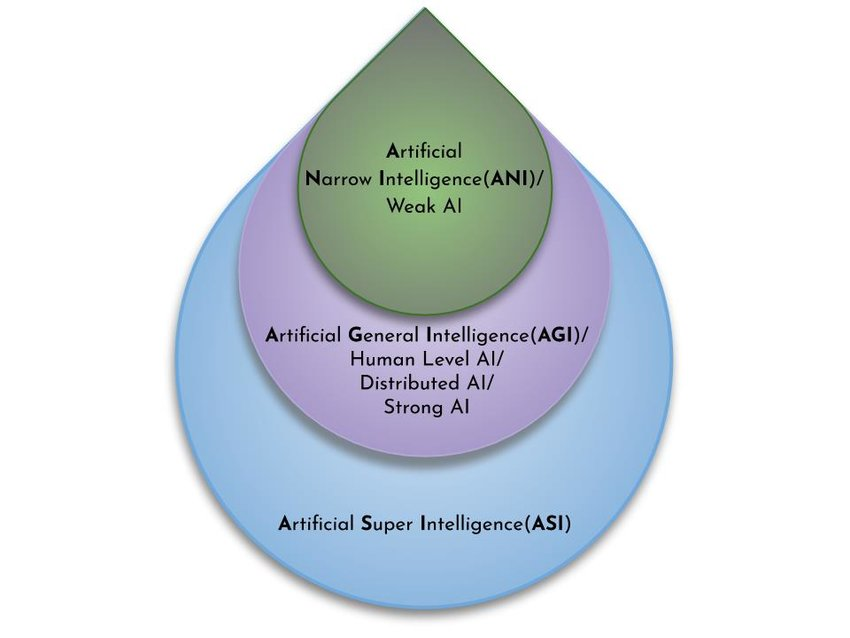 Artificial
Narrow Intelligence(ANI)/
Weak AI
Artificial General Intelligence(AGI)/
Human Level AI/
Distributed AI/
Strong AI
Artificial Super Intelligence(ASI)